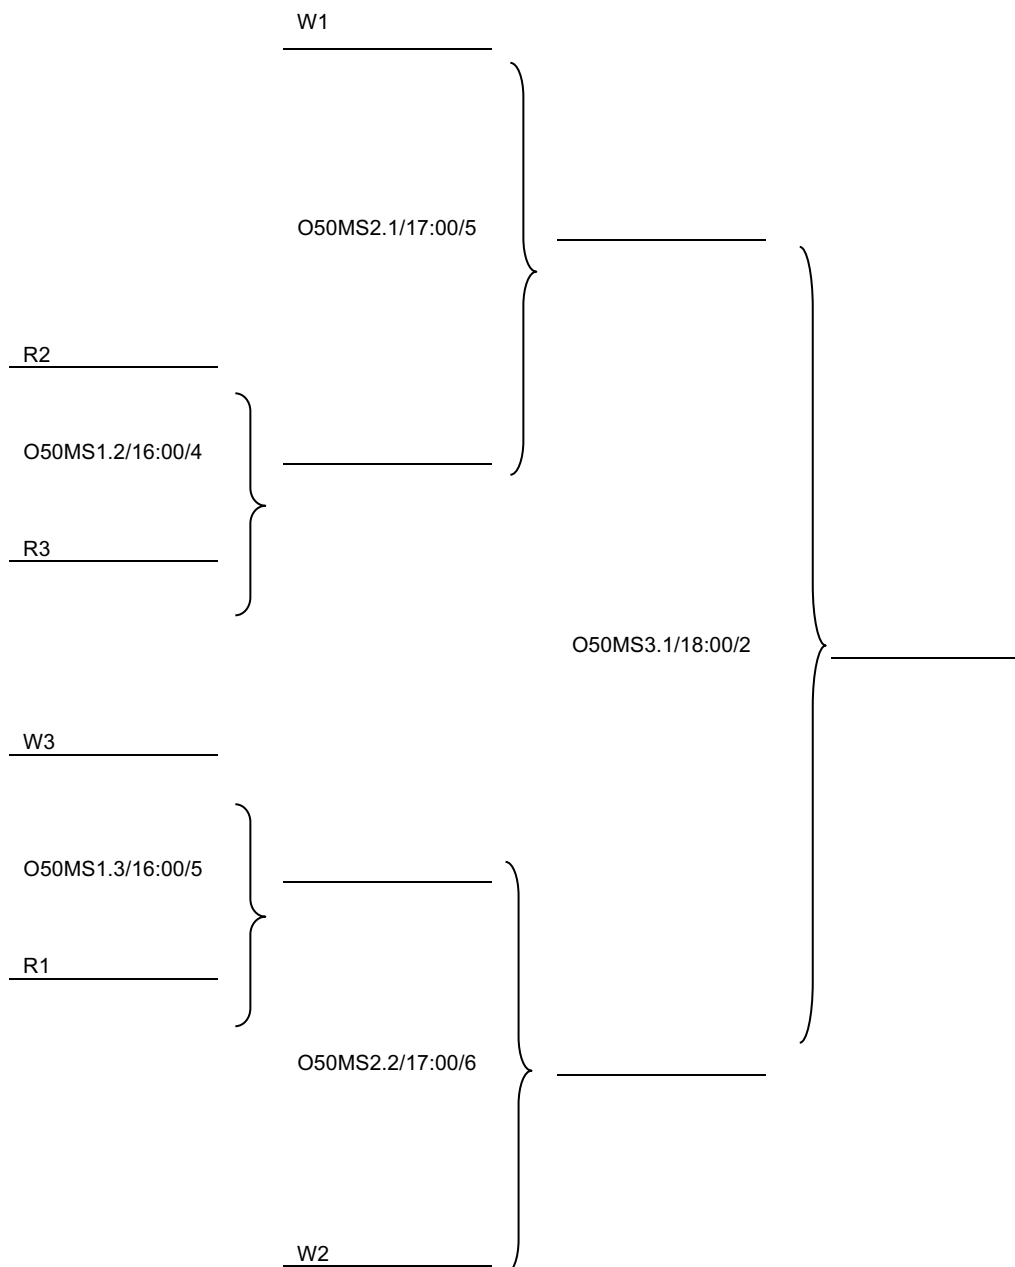 W1
O50MS2.1/17:00/5
R2
O50MS1.2/16:00/4
R3
O50MS3.1/18:00/2
W3
O50MS1.3/16:00/5
R1
O50MS2.2/17:00/6
W2